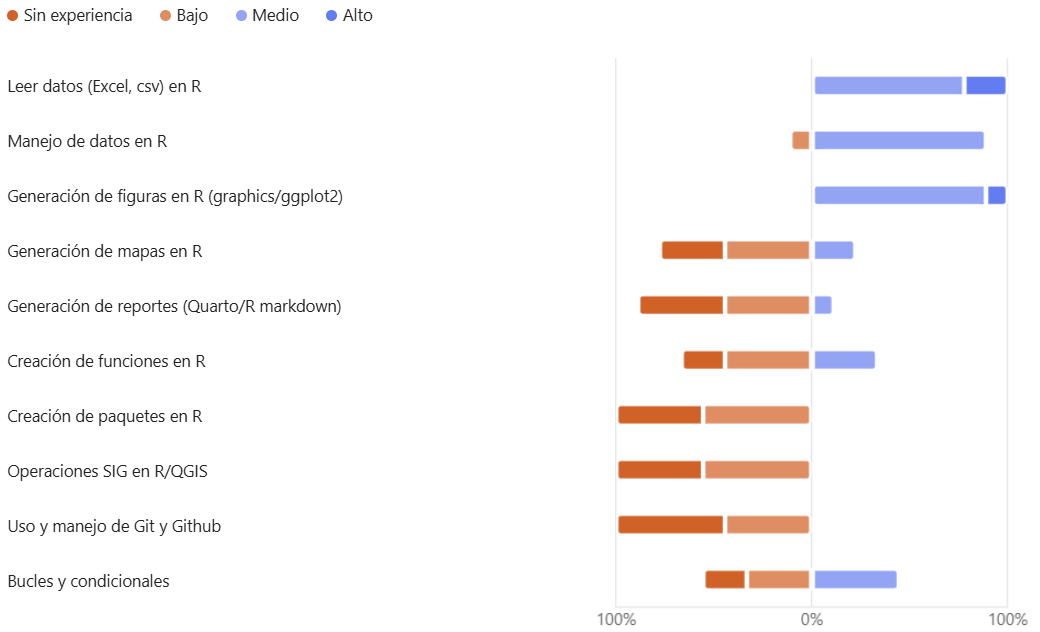 Sin experiencia Bajo Medio Alto
Leer datos (Excel, csv) en R
Manejo de datos en R
Generación de figuras en R (graphics/ggplot2)
Generación de mapas en R
Generación de reportes (Quarto/R markdown)
Creación de funciones en R
Creación de paquetes en R
Operaciones SIG en R/QGIS
Uso y manejo de Git y Github
Bucles y condicionales
100% 0% 100%